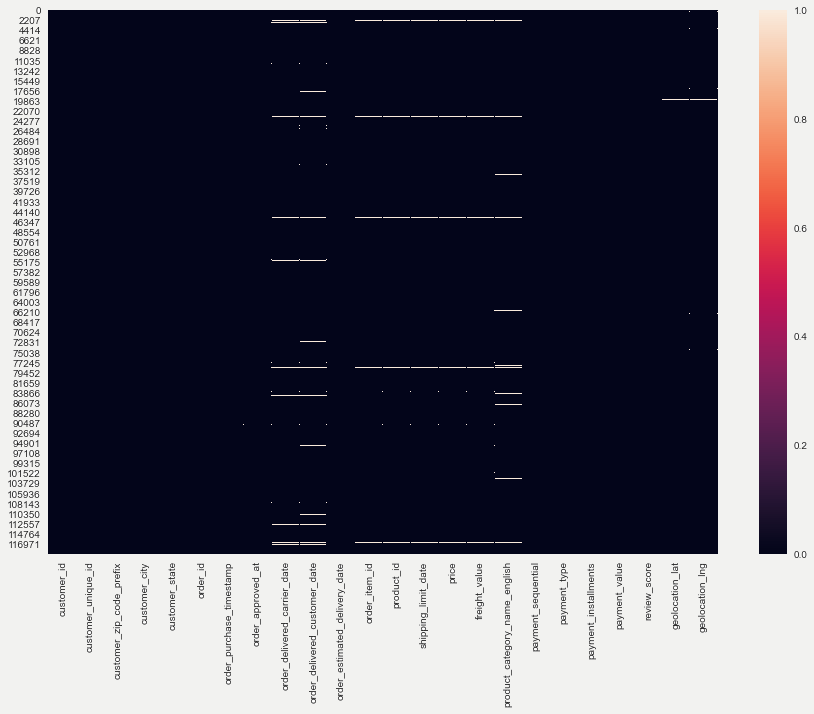 0
2207
4414
6621
8828
11035
13242
15449
17656
19863
22070
24277
26484
28691
30898
33105
35312
37519
39726
41933
44140
46347
48554
50761
52968
55175
57382
59589
61796
64003
66210
68417
70624
72831
75038
77245
79452
81659
83866
86073
88280
90487
92694
94901
97108
99315
101522
103729
105936
108143
110350
112557
114764
116971
customer_id
customer_unique_id
customer_zip_code_prefix
customer_city
customer_state
order_id
order_purchase_timestamp
order_approved_at
order_delivered_carrier_date
order_delivered_customer_date
order_estimated_delivery_date
order_item_id
product_id
shipping_limit_date
price
freight_value
product_category_name_english
payment_sequential
payment_type
payment_installments
payment_value
review_score
geolocation_lat
geolocation_lng
1.0
0.8
0.6
0.4
0.2
0.0